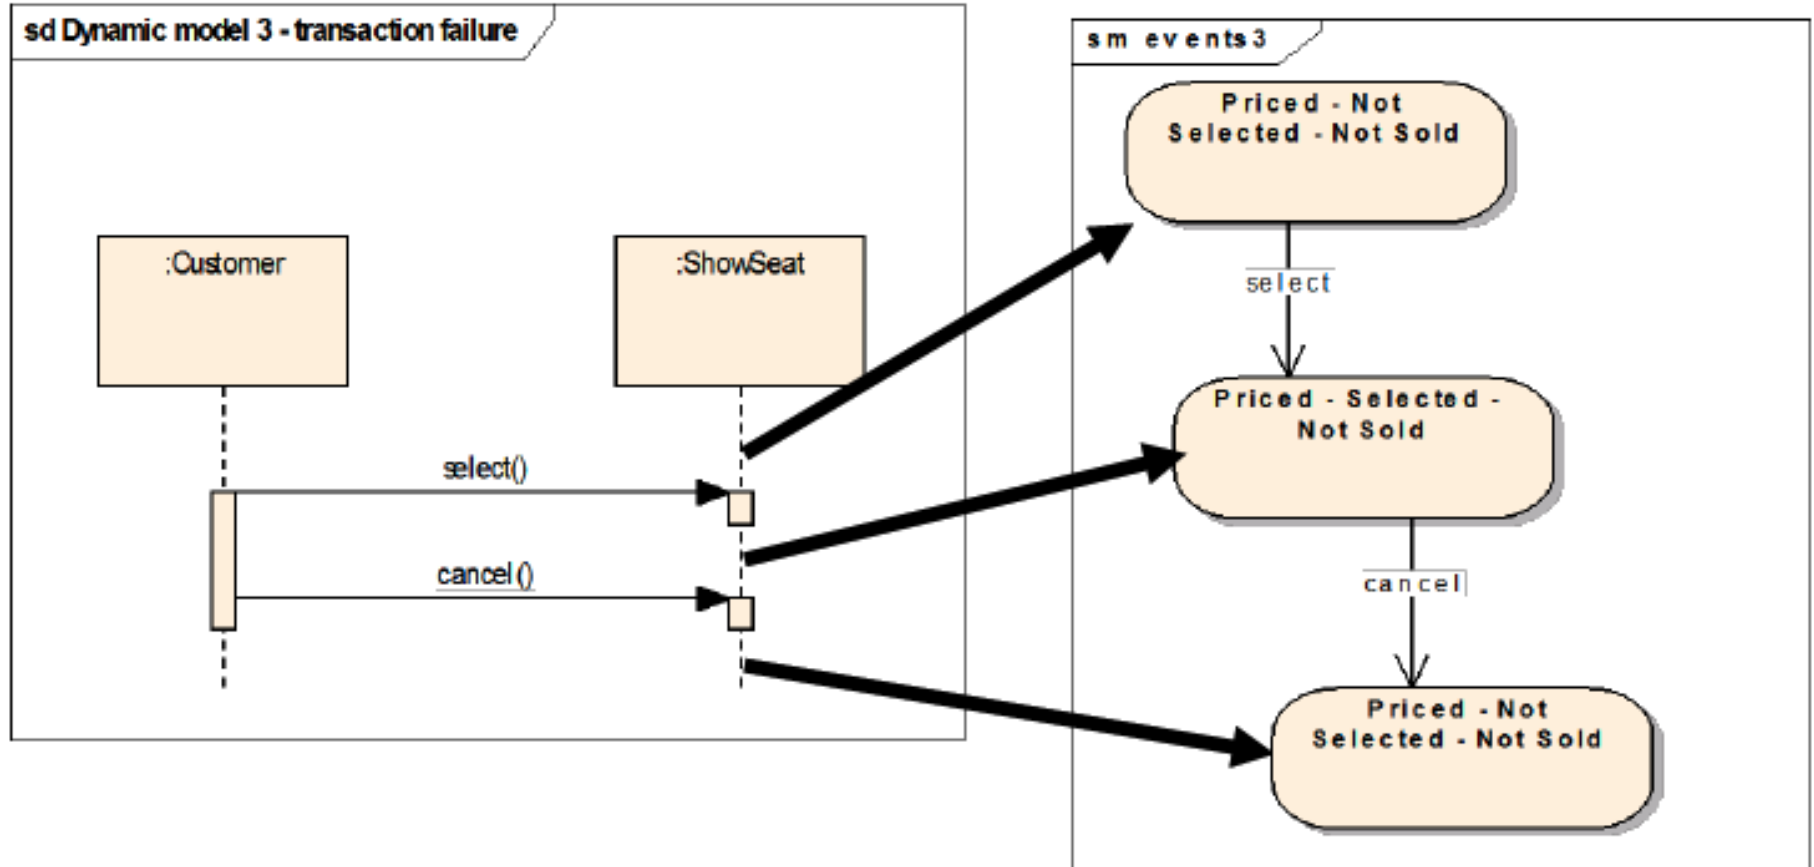 sd Dynamic model 3 - transaction failure
:Customer
:ShowSeat
select()
cancel()
sm events3
Priced - Not
Selected - Not Sold
select
Priced - Selected -
Not Sold
cancel
Priced - Not
Selected - Not Sold